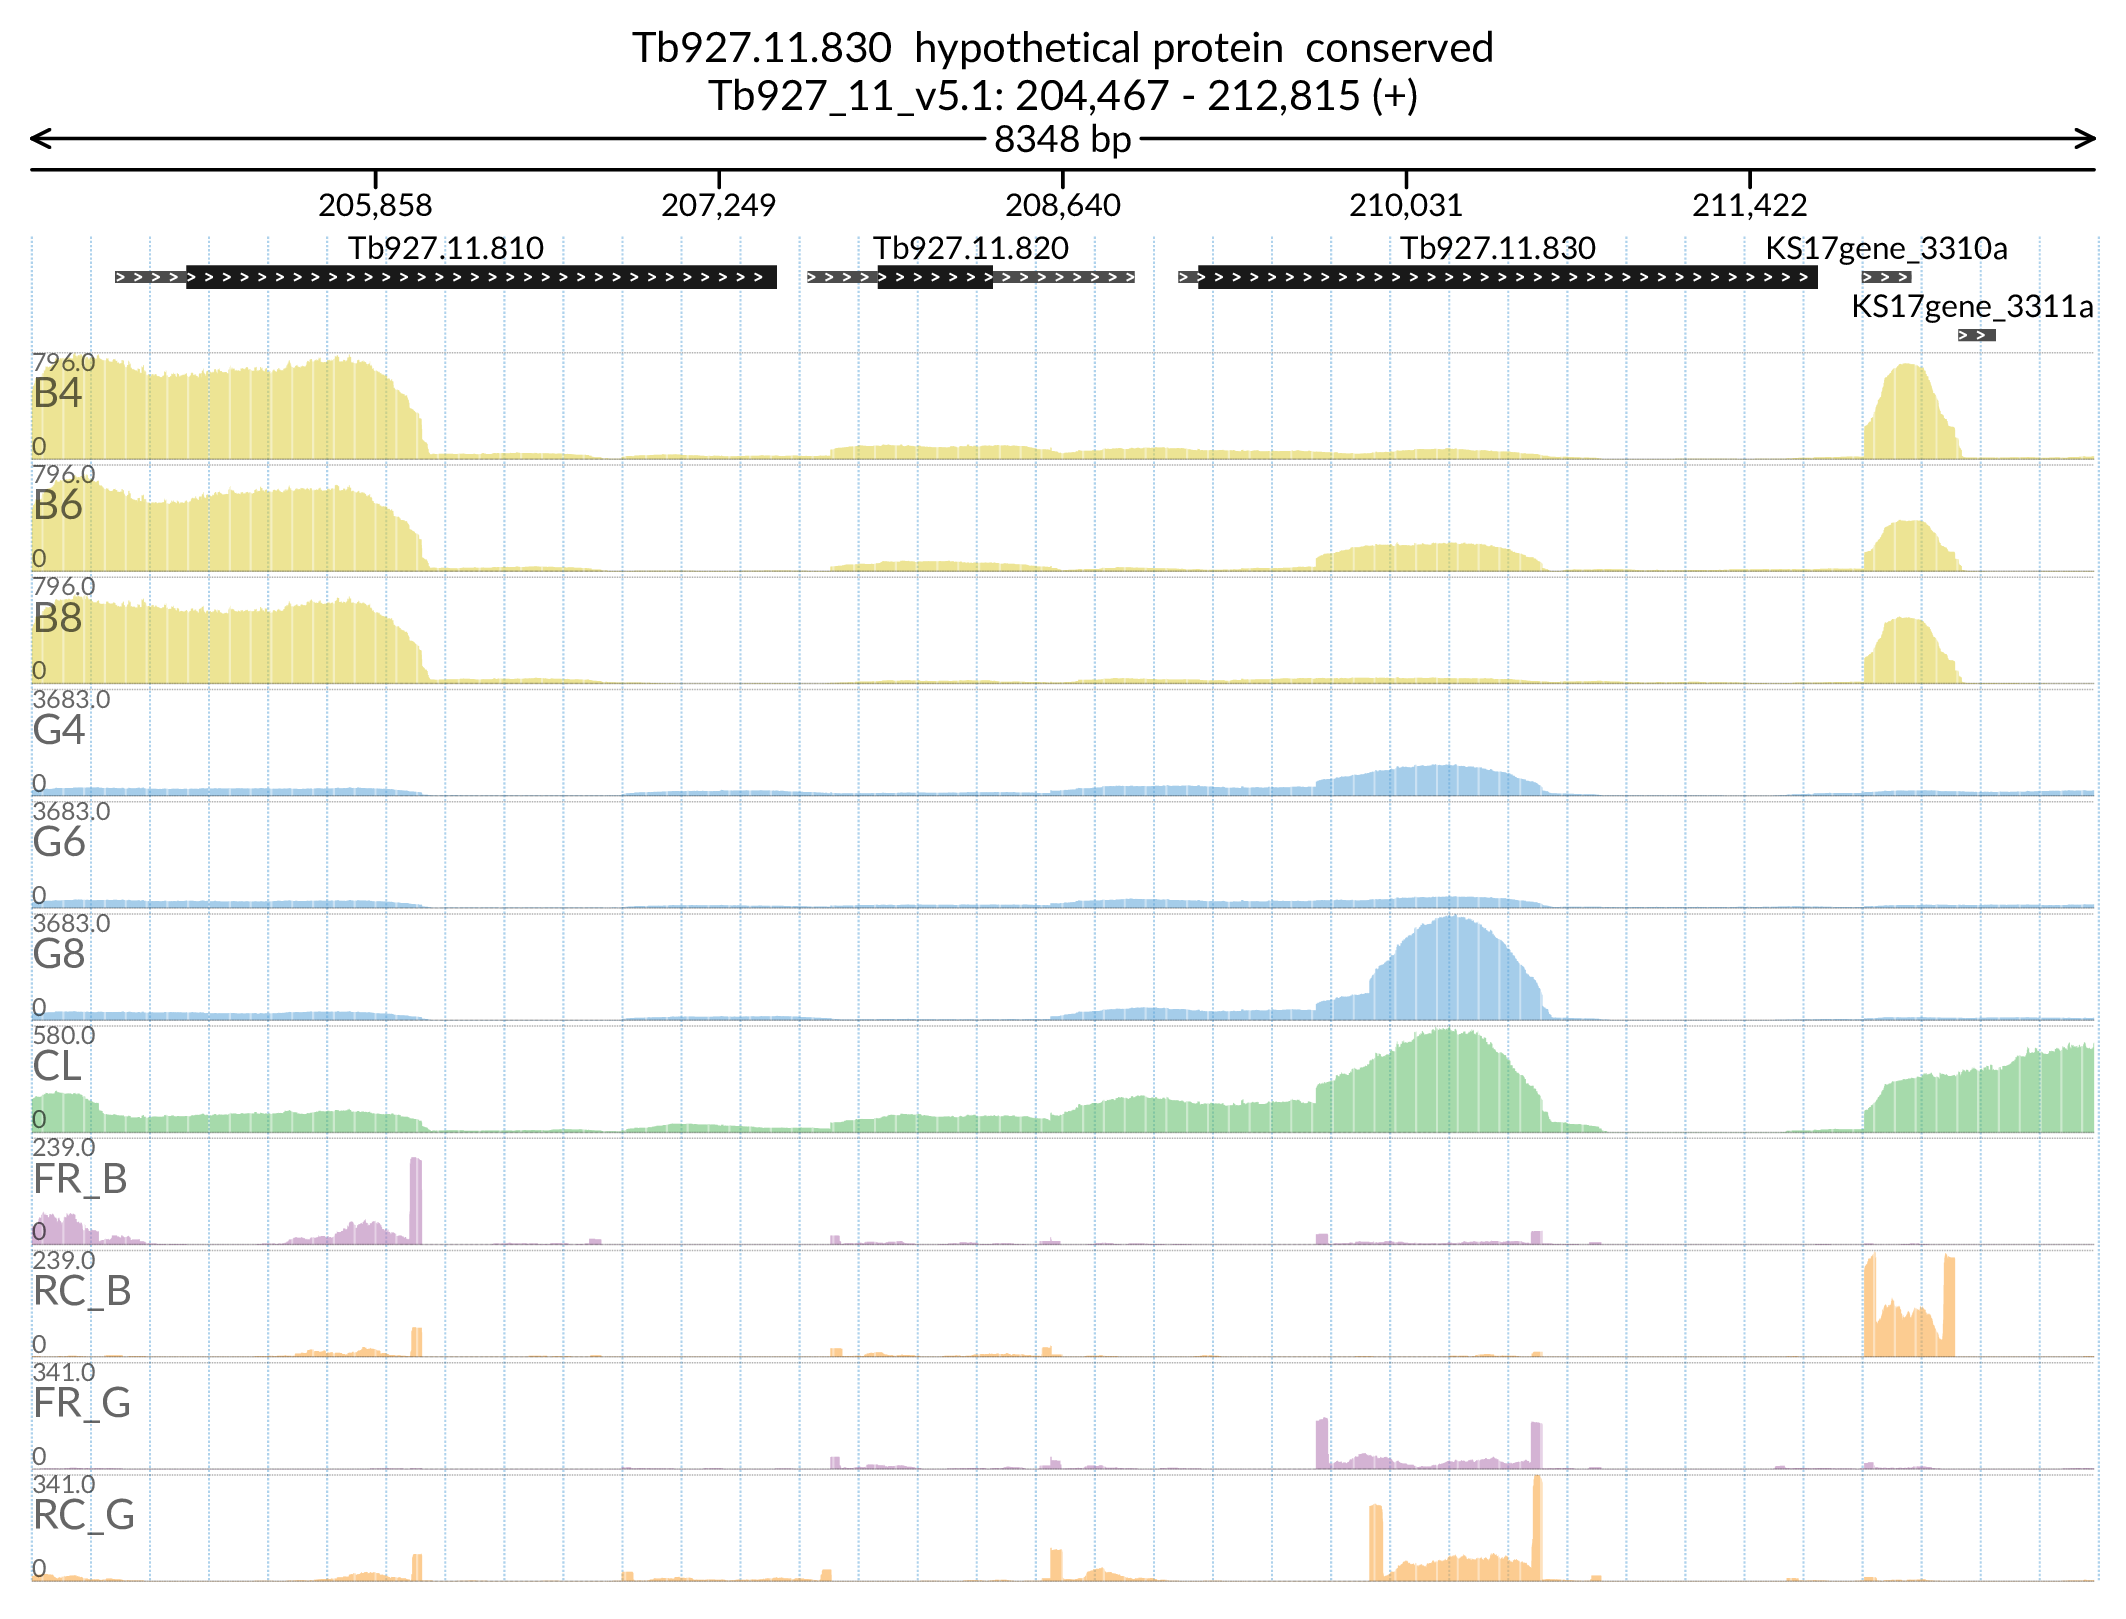 Tb927.11.830  hypothetical protein  conserved
Tb927_11_v5.1: 204,467 - 212,815 (+)
8348 bp
205,858 207,249 208,640 210,031 211,422
Tb927.11.810 Tb927.11.820 Tb927.11.830 KS17gene_3310a
KS17gene_3311a
796.0
B4
0
796.0
B6
0
796.0
B8
0
3683.0
G4
0
3683.0
G6
0
3683.0
G8
0
580.0
CL
0
239.0
FR_B
0
239.0
RC_B
0
341.0
FR_G
0
341.0
RC_G
0